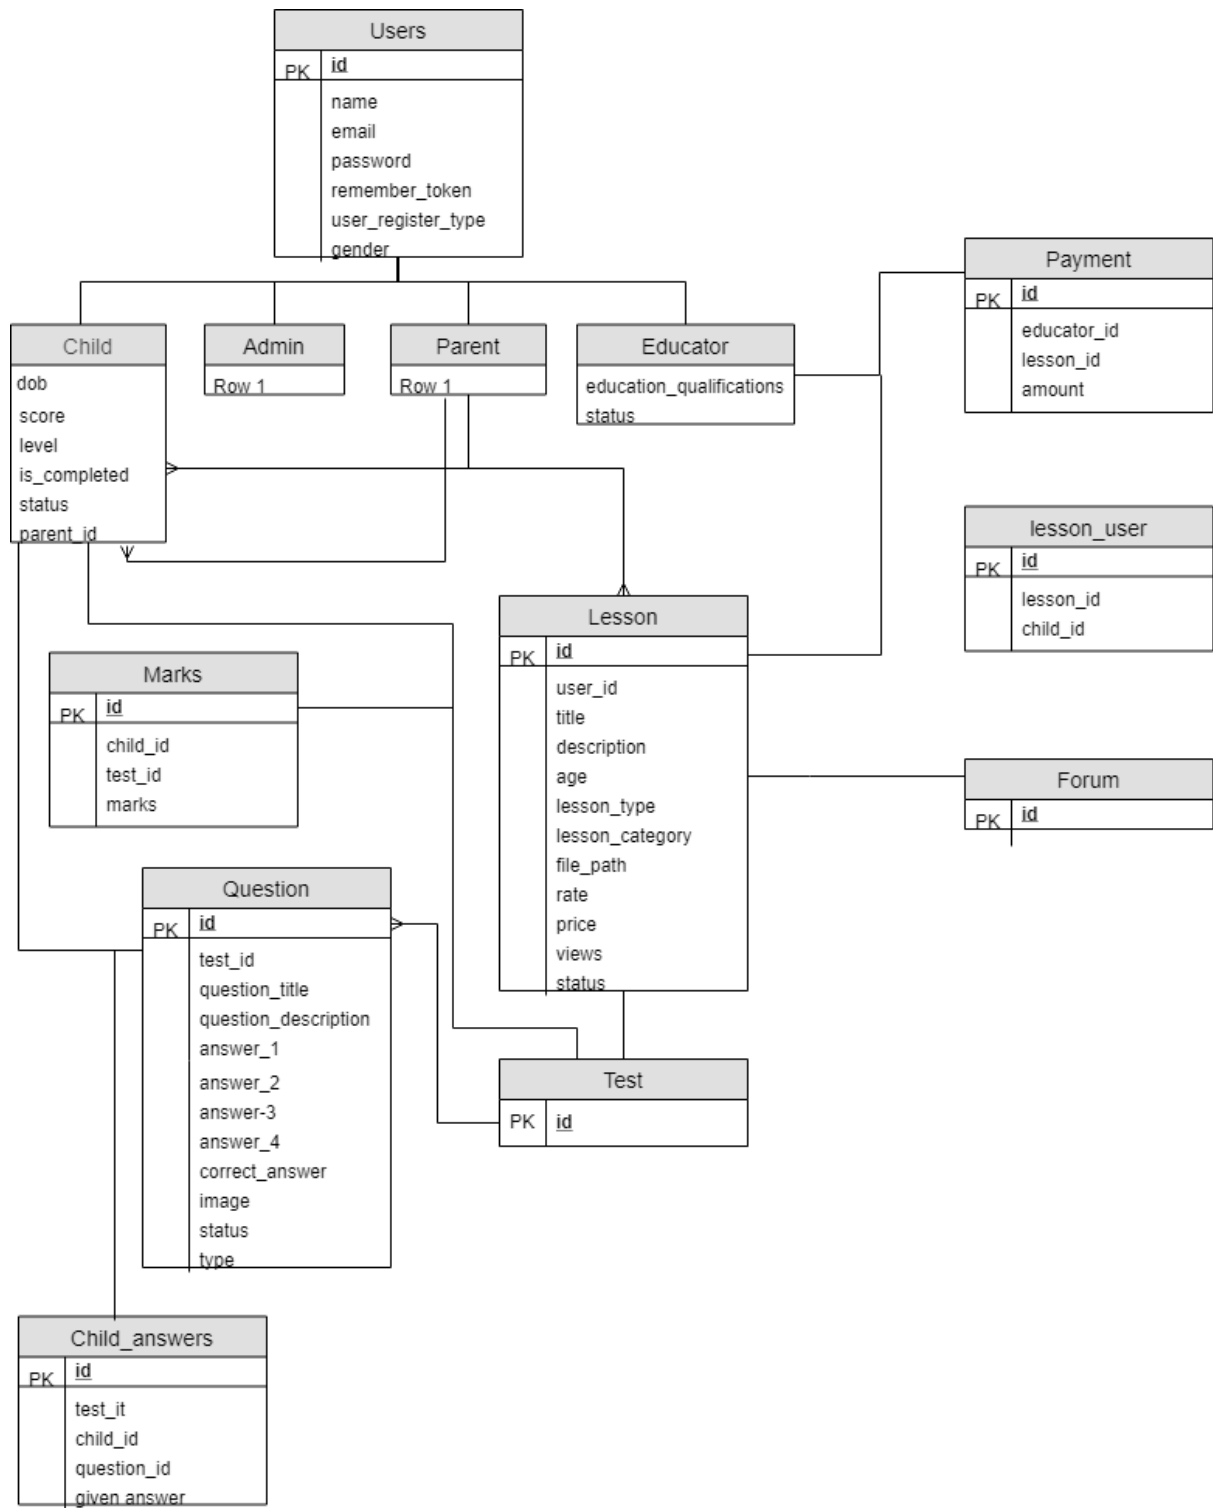 Users
PK id
name
email
password
remember_token
user_register_type
gender
Payment
PK id
educator_id
lesson_id
amount
Child
dob
score
level
is_completed
status
parent_id
Admin
Row 1
Parent
Row 1
Educator
education_qualifications
status
lesson_user
PK id
lesson_id
child_id
Lesson
PK id
user_id
title
description
age
lesson_type
lesson_category
file_path
rate
price
views
status
Marks
PK id
child_id
test_id
marks
Forum
PK id
Question
PK id
test_id
question_title
question_description
answer_1
answer_2
answer-3
answer_4
correct_answer
image
status
type
Test
PK id
Child_answers
PK id
test_it
child_id
question_id
given answer